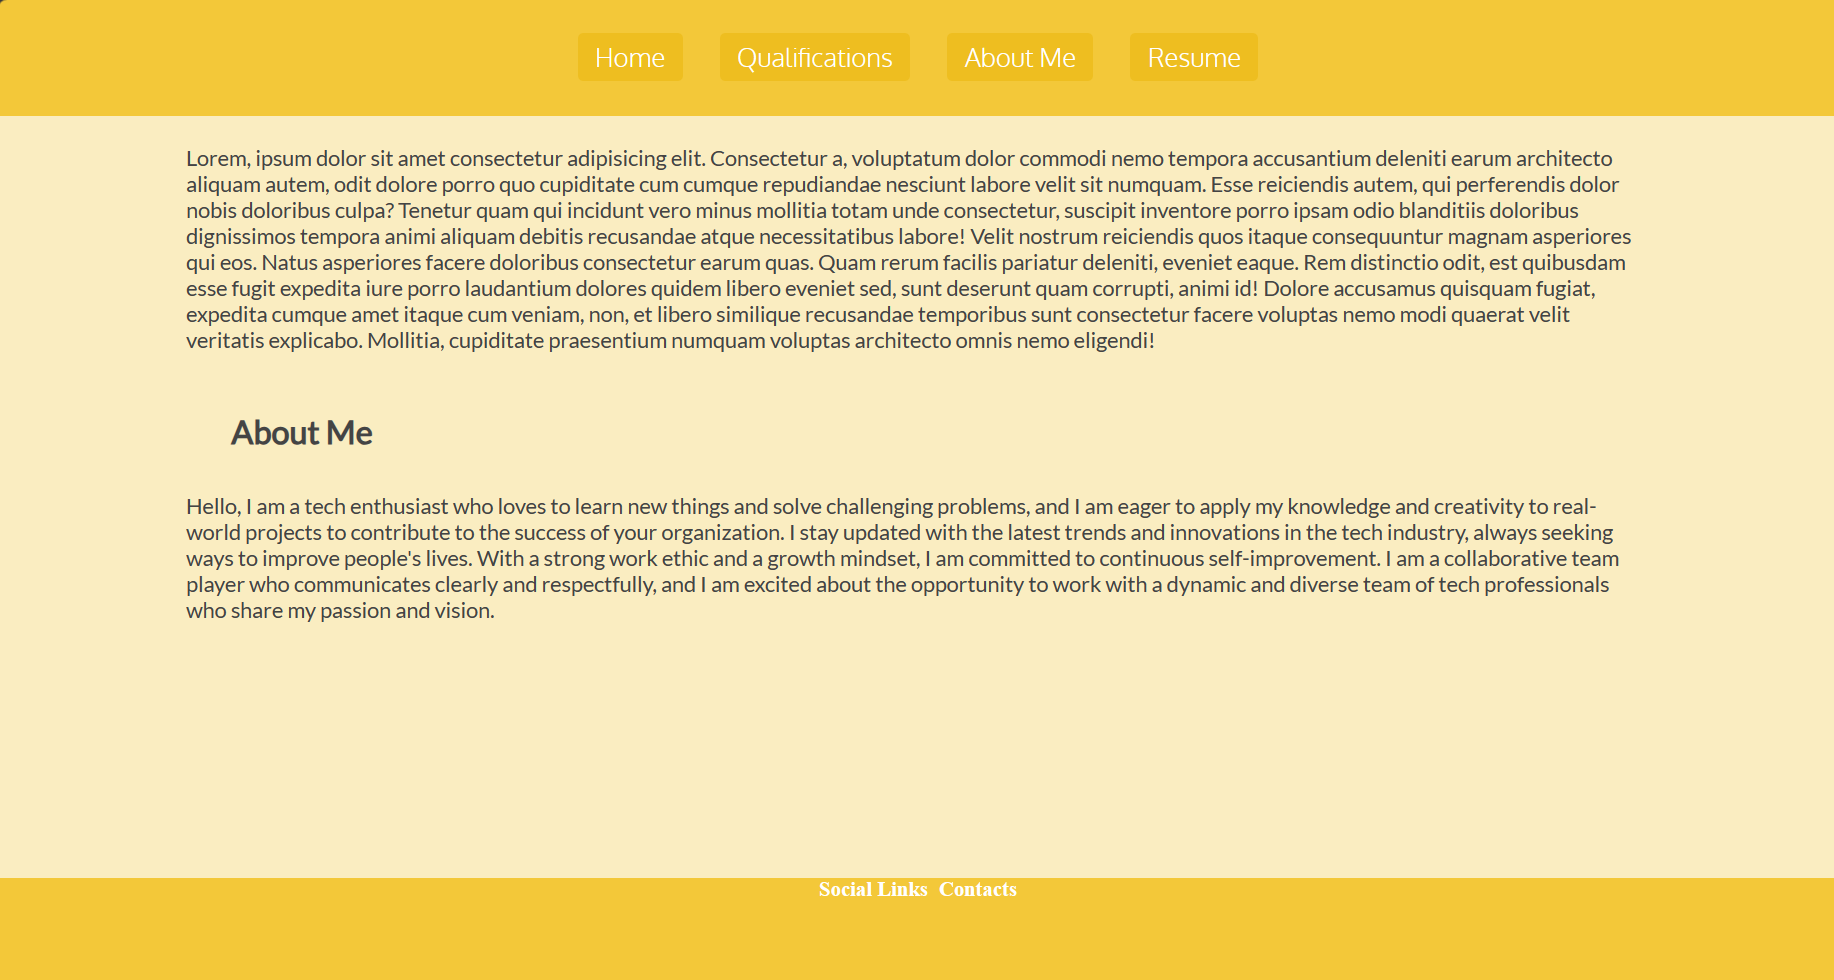 Home Qualifications About Me Resume
Lorem, ipsum dolor sit amet consectetur adipisicing elit. Consectetur a, voluptatum dolor commodi nemo tempora accusantium deleniti earum architecto
aliquam autem, odit dolore porro quo cupiditate cum cumque repudiandae nesciunt labore velit sit numquam. Esse reiciendis autem, qui perferendis dolor
nobis doloribus culpa? Tenetur quam qui incidunt vero minus mollitia totam unde consectetur, suscipit inventore porro ipsam odio blanditiis doloribus
dignissimos tempora animi aliquam debitis recusandae atque necessitatibus labore! Velit nostrum reiciendis quos itaque consequuntur magnam asperiores
qui eos. Natus asperiores facere doloribus consectetur earum quas. Quam rerum facilis pariatur deleniti, eveniet eaque. Rem distinctio odit, est quibusdam
esse fugit expedita iure porro laudantium dolores quidem libero eveniet sed, sunt deserunt quam corrupti, animi id! Dolore accusamus quisquam fugiat,
expedita cumque amet itaque cum veniam, non, et libero similique recusandae temporibus sunt consectetur facere voluptas nemo modi quaerat velit
veritatis explicabo. Mollitia, cupiditate praesentium numquam voluptas architecto omnis nemo eligendi!
About Me
Hello, I am a tech enthusiast who loves to learn new things and solve challenging problems, and I am eager to apply my knowledge and creativity to real-
world projects to contribute to the success of your organization. I stay updated with the latest trends and innovations in the tech industry, always seeking
ways to improve people's lives. With a strong work ethic and a growth mindset, I am committed to continuous self-improvement. I am a collaborative team
player who communicates clearly and respectfully, and I am excited about the opportunity to work with a dynamic and diverse team of tech professionals
who share my passion and vision.
Social Links Contacts